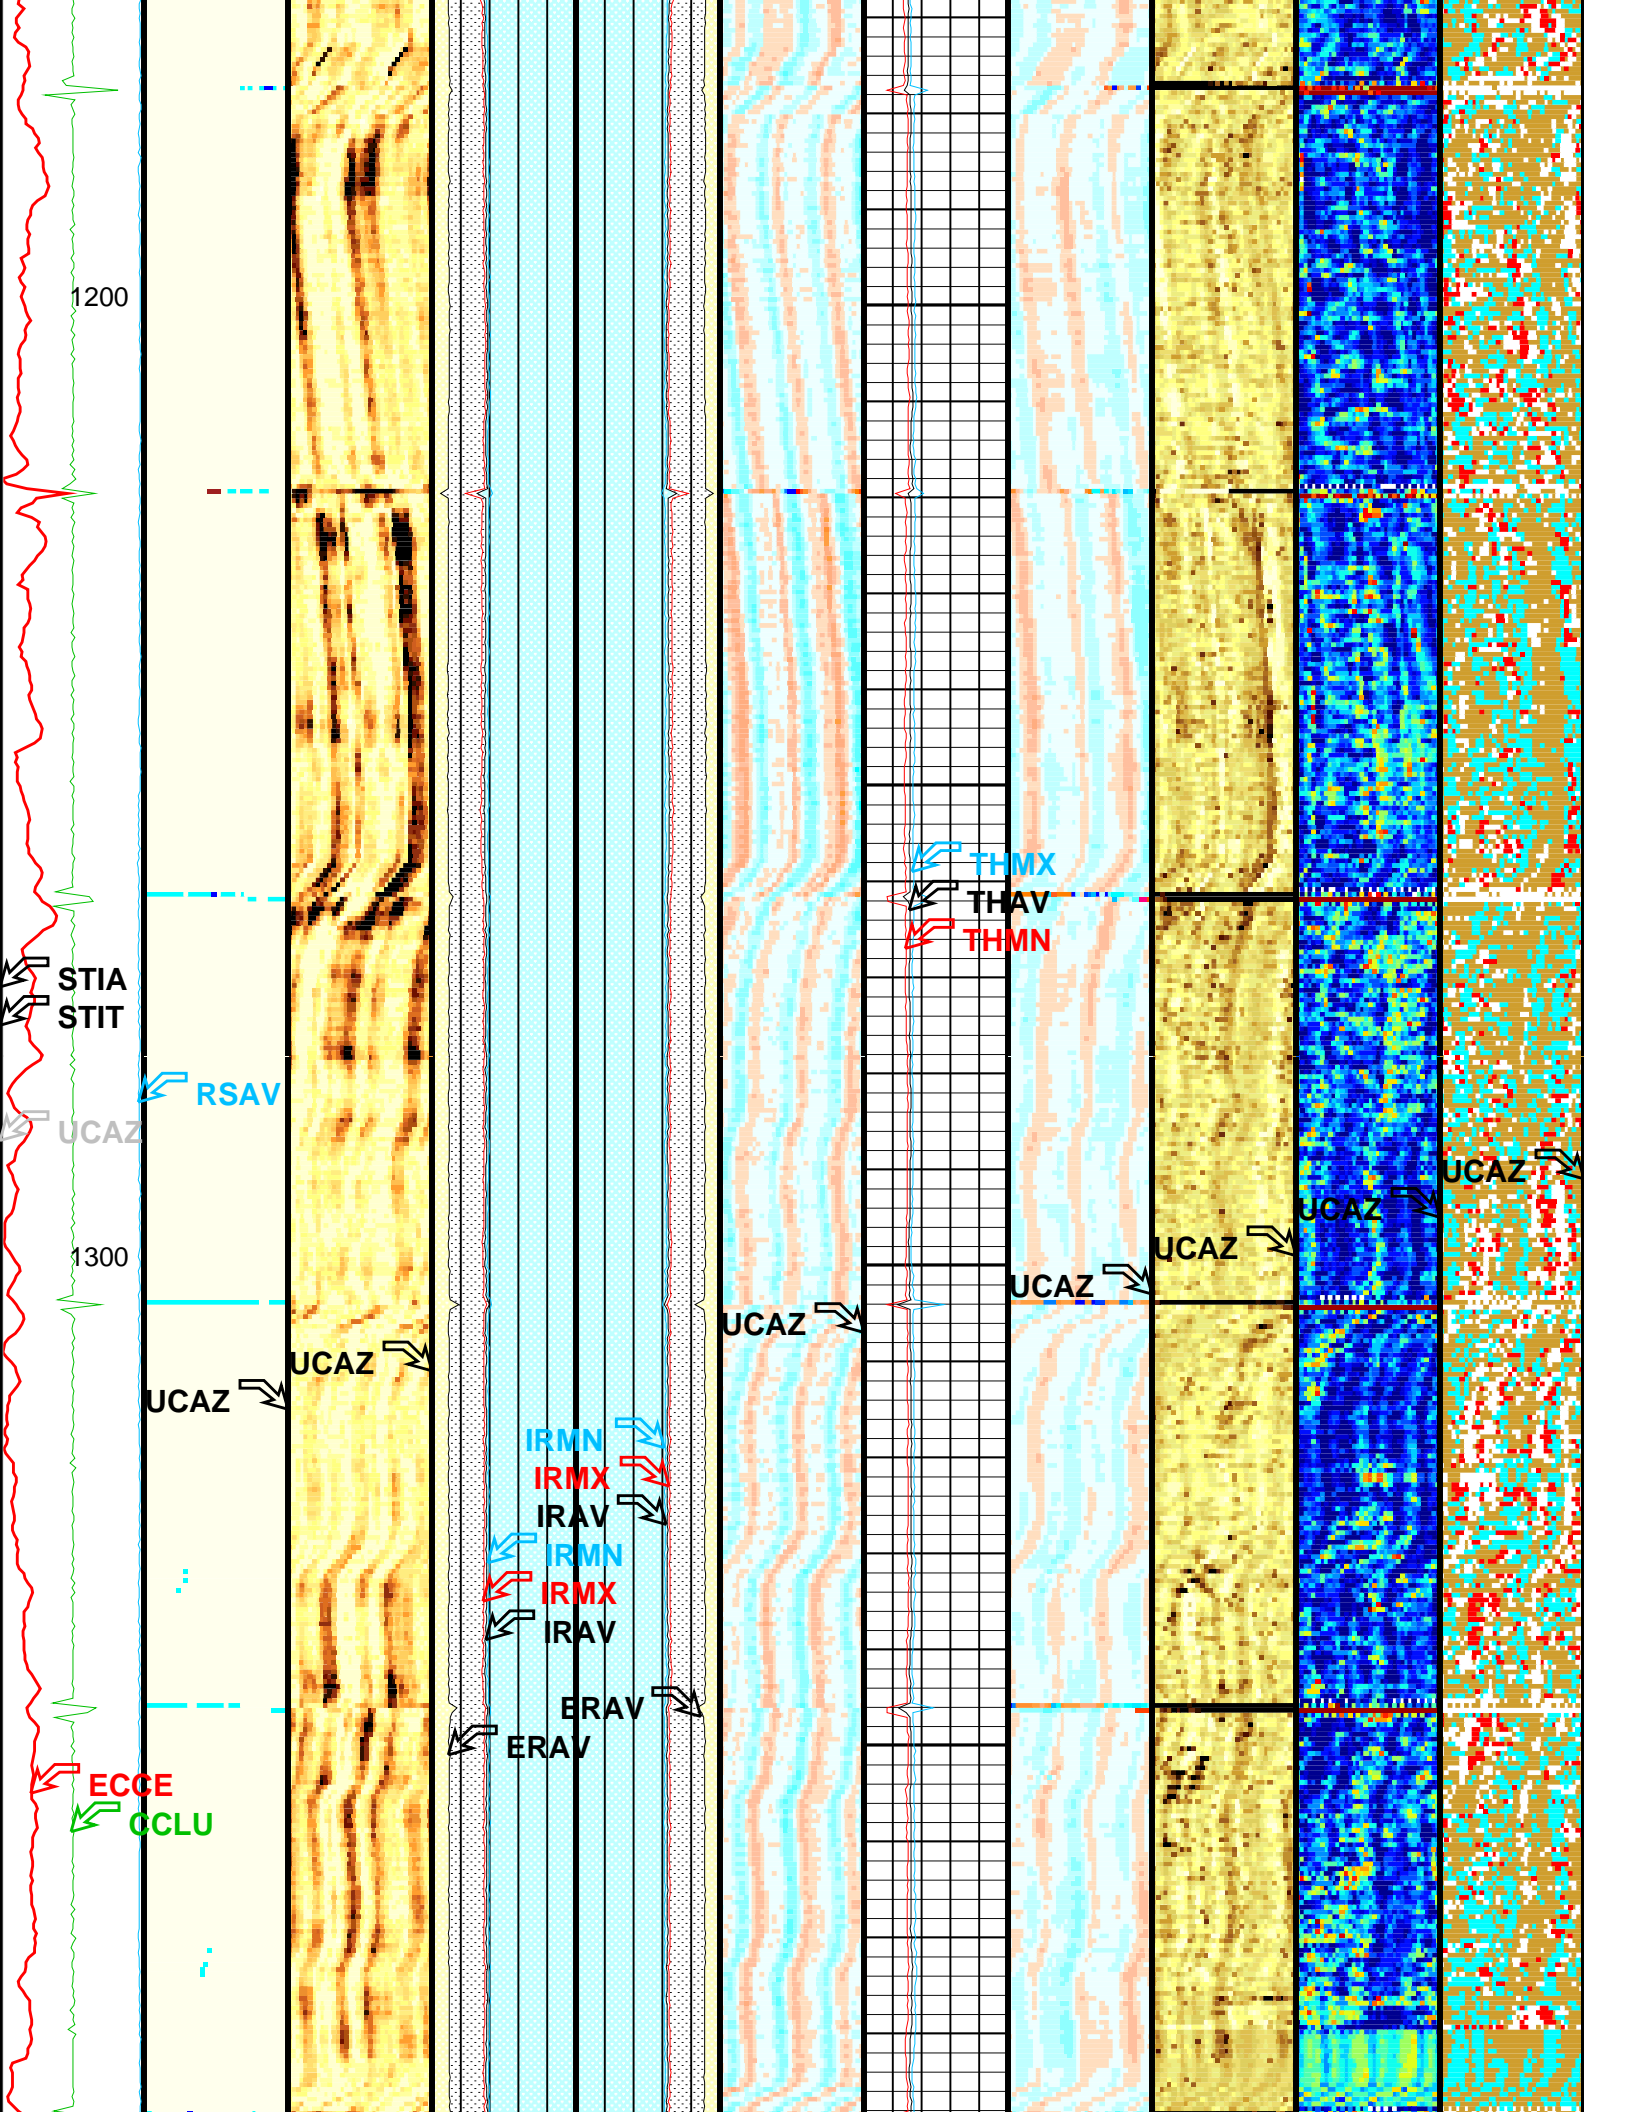 1200
THMX
THAV
THMN
STIA
STIT
RSAV
UCAZ
UCAZ
UCAZ
UCAZ
1300
UCAZ
UCAZ
UCAZ
UCAZ
IRMN
IRMX
IRAV
IRMN
IRMX
IRAV
ERAV
ERAV
ECCE
CCLU